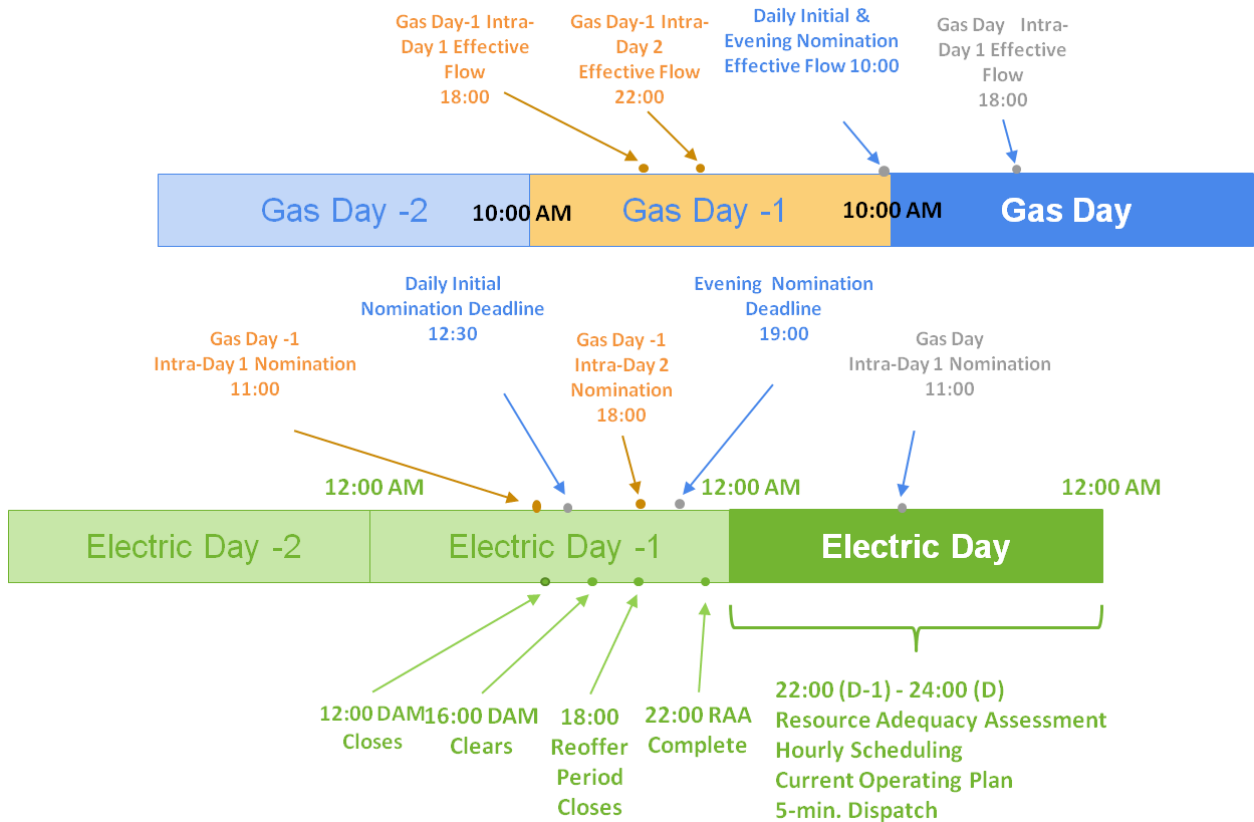 Gas Day-1 Intra-
Day 1 Effective
Flow
18:00
Gas Day-1 Intra-
Day 2
Effective Flow
22:00
Daily Initial &
Evening Nomination
Effective Flow 10:00
Gas Day Intra-
Day 1 Effective
Flow
18:00
Gas Day -2
10:00 AM
Gas Day -1
10:00 AM
Gas Day
Daily Initial
Nomination Deadline
12:30
Evening Nomination
Deadline
19:00
Gas Day -1
Intra-Day 1 Nomination
11:00
Gas Day -1
Intra-Day 2
Nomination
18:00
Gas Day
Intra-Day 1 Nomination
11:00
12:00 AM
12:00 AM
12:00 AM
Electric Day -2
Electric Day -1
Electric Day
12:00 DAM
Closes
16:00 DAM
Clears
18:00
Reoffer
Period
Closes
22:00 RAA
Complete
22:00 (D-1) - 24:00 (D)
Resource Adequacy Assessment
Hourly Scheduling
Current Operating Plan
5-min. Dispatch